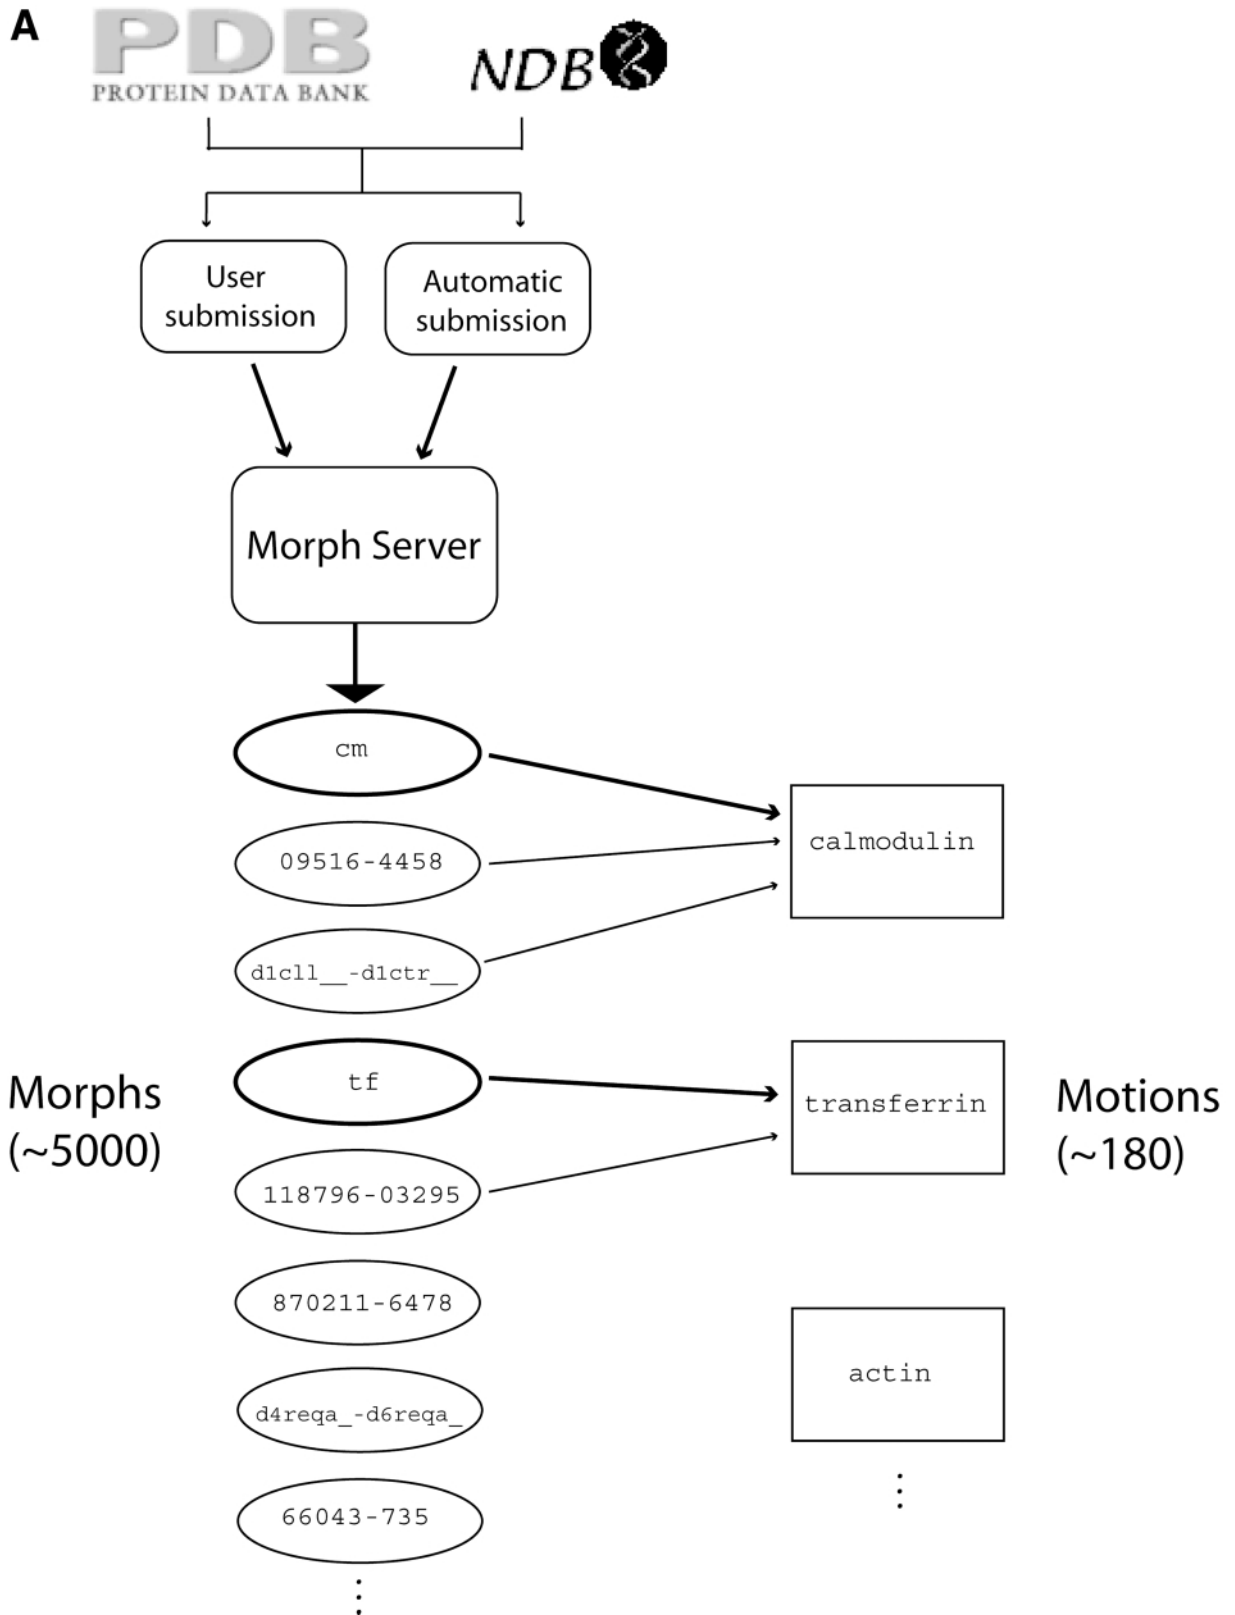 A
PDB
PROTEIN DATA BANK
NDB
User
submission
Automatic
submission
Morph Server
cm
09516-4458
d1cll__-d1ctr__
tf
118796-03295
870211-6478
d4reqa_-d6reqa_
66043-735
Morphs
(~5000)
calmodulin
transferrin
actin
Motions
(~180)